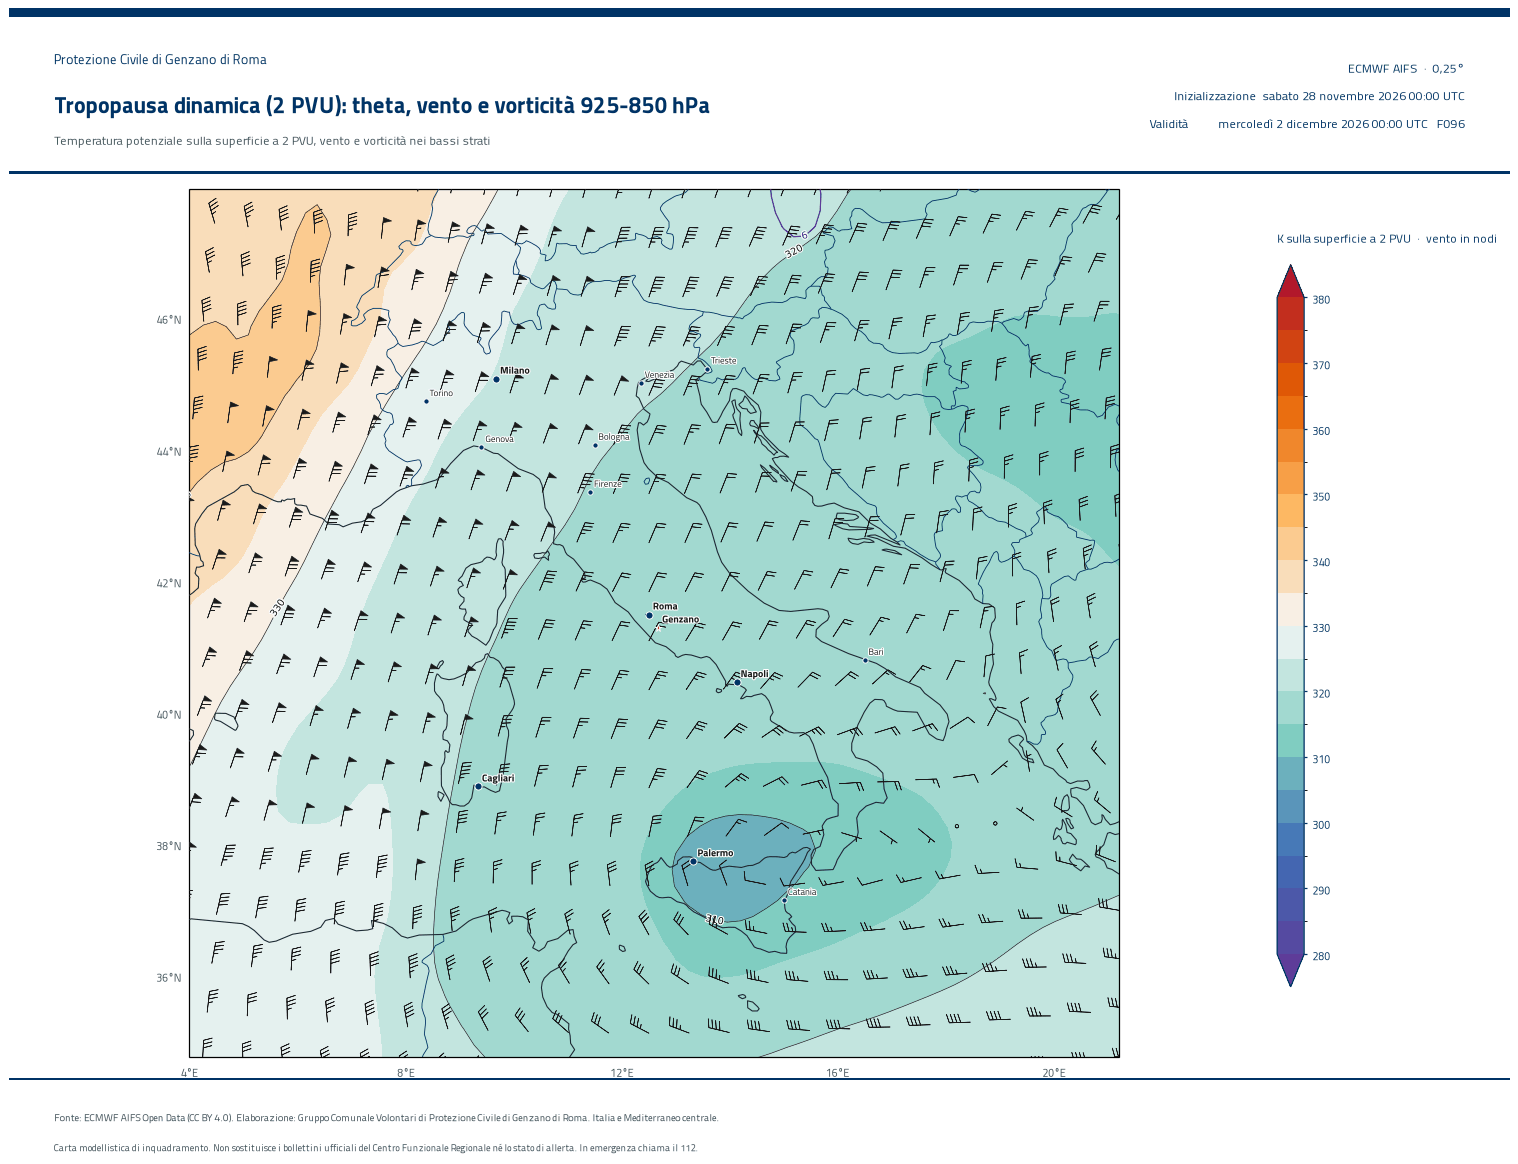 Protezione Civile di Genzano di Roma
Tropopausa dinamica (2 PVU): theta, vento e vorticità 925-850 hPa
Temperatura potenziale sulla superficie a 2 PVU, vento e vorticità nei bassi strati
ECMWF AIFS · 0,25°
Inizializzazione sabato 28 novembre 2026 00:00 UTC
Validità mercoledì 2 dicembre 2026 00:00 UTC F096
K sulla superficie a 2 PVU · vento in nodi
380
370
360
350
340
330
320
310
300
290
280
46°N
44°N
42°N
40°N
38°N
36°N
4°E
8°E
12°E
16°E
20°E
6
320
330
310
Trieste
Venezia
Milano
Torino
Genova
Bologna
Firenze
Roma
Genzano
Bari
Napoli
Cagliari
Palermo
Catania
Fonte: ECMWF AIFS Open Data (CC BY 4.0). Elaborazione: Gruppo Comunale Volontari di Protezione Civile di Genzano di Roma. Italia e Mediterraneo centrale.
Carta modellistica di inquadramento. Non sostituisce i bollettini ufficiali del Centro Funzionale Regionale né lo stato di allerta. In emergenza chiama il 112.